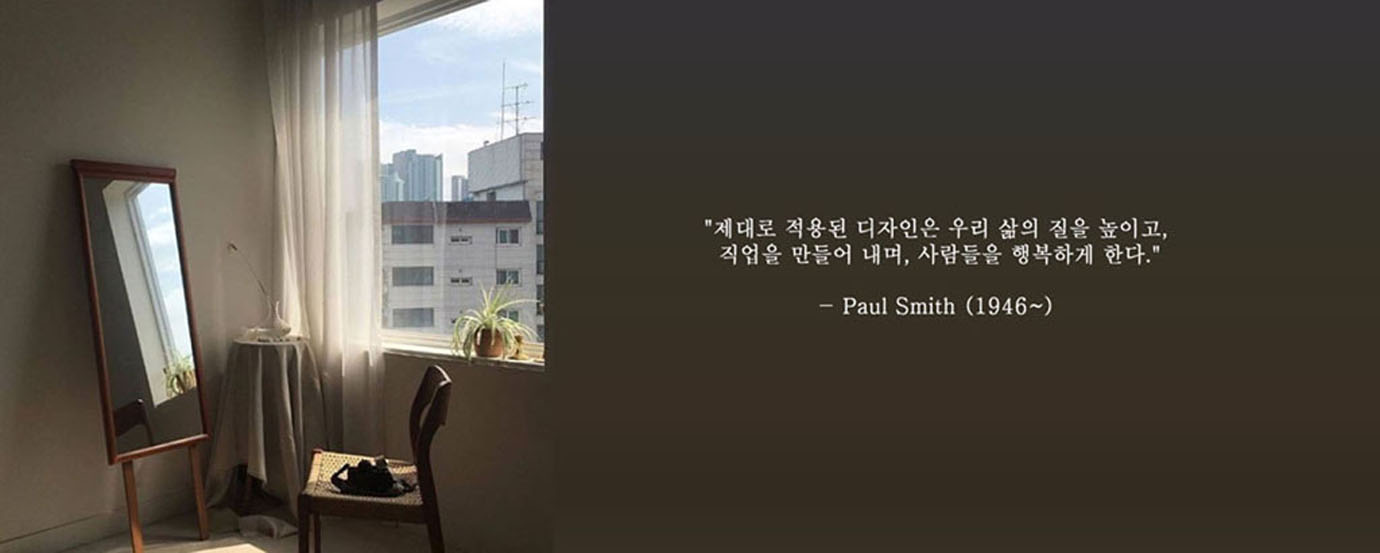 "제대로 적용된 디자인은 우리 삶의 질을 높이고,
직업을 만들어 내며, 사람들을 행복하게 한다."
– Paul Smith (1946~)